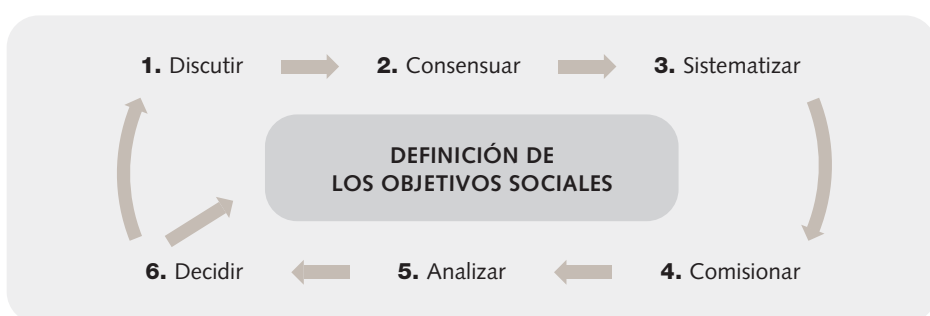 1. Discutir
2. Consensuar
3. Sistematizar
DEFINICIÓN DE
LOS OBJETIVOS SOCIALES
6. Decidir
5. Analizar
4. Comisionar